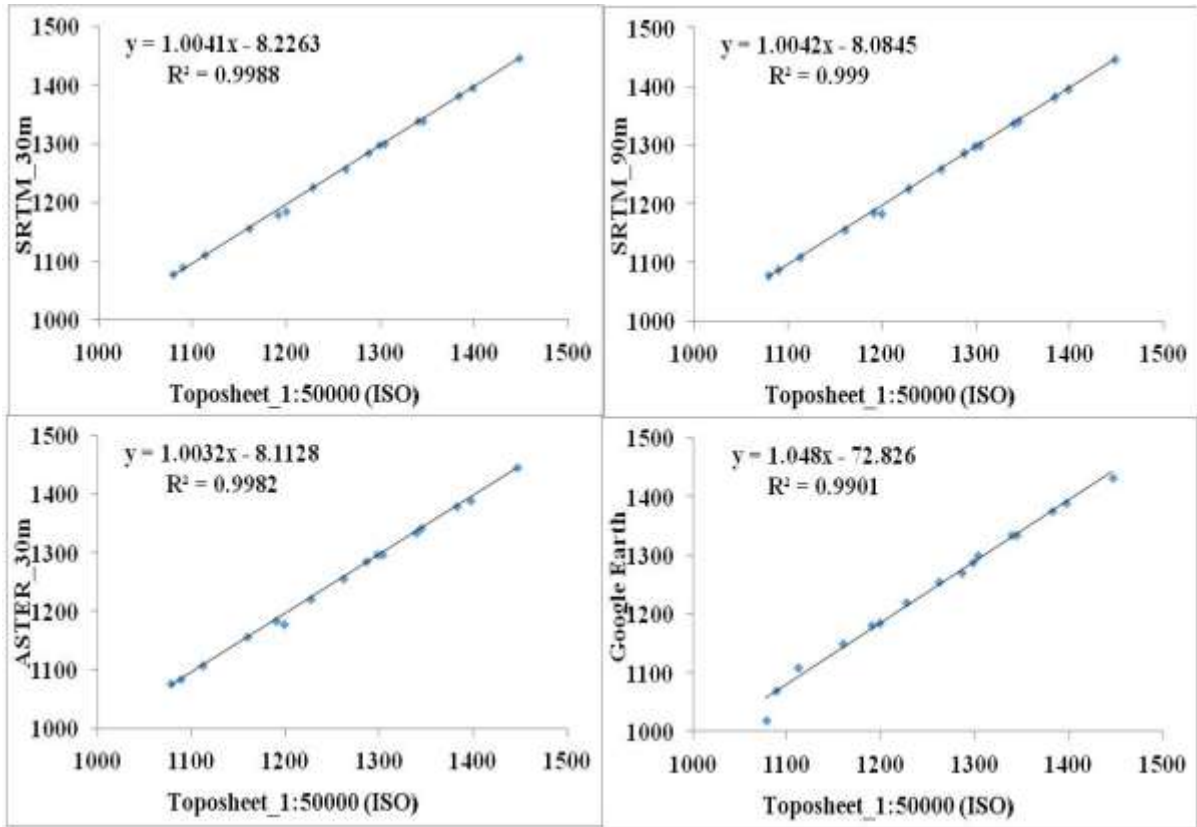 1500
y = 1.0041x - 8.2263
R² = 0.9988
1400
1300
SRTM_30m
1200
1100
1000
1000 1100 1200 1300 1400 1500
Toposheet_1:50000 (ISO)
1500
y = 1.0042x - 8.0845
R² = 0.999
1400
1300
SRTM_90m
1200
1100
1000
1000 1100 1200 1300 1400 1500
Toposheet_1:50000 (ISO)
1500
y = 1.0032x - 8.1128
R² = 0.9982
1400
1300
ASTER_30m
1200
1100
1000
1000 1100 1200 1300 1400 1500
Toposheet_1:50000 (ISO)
1500
y = 1.048x - 72.826
R² = 0.9901
1400
1300
Google Earth
1200
1100
1000
1000 1100 1200 1300 1400 1500
Toposheet_1:50000 (ISO)